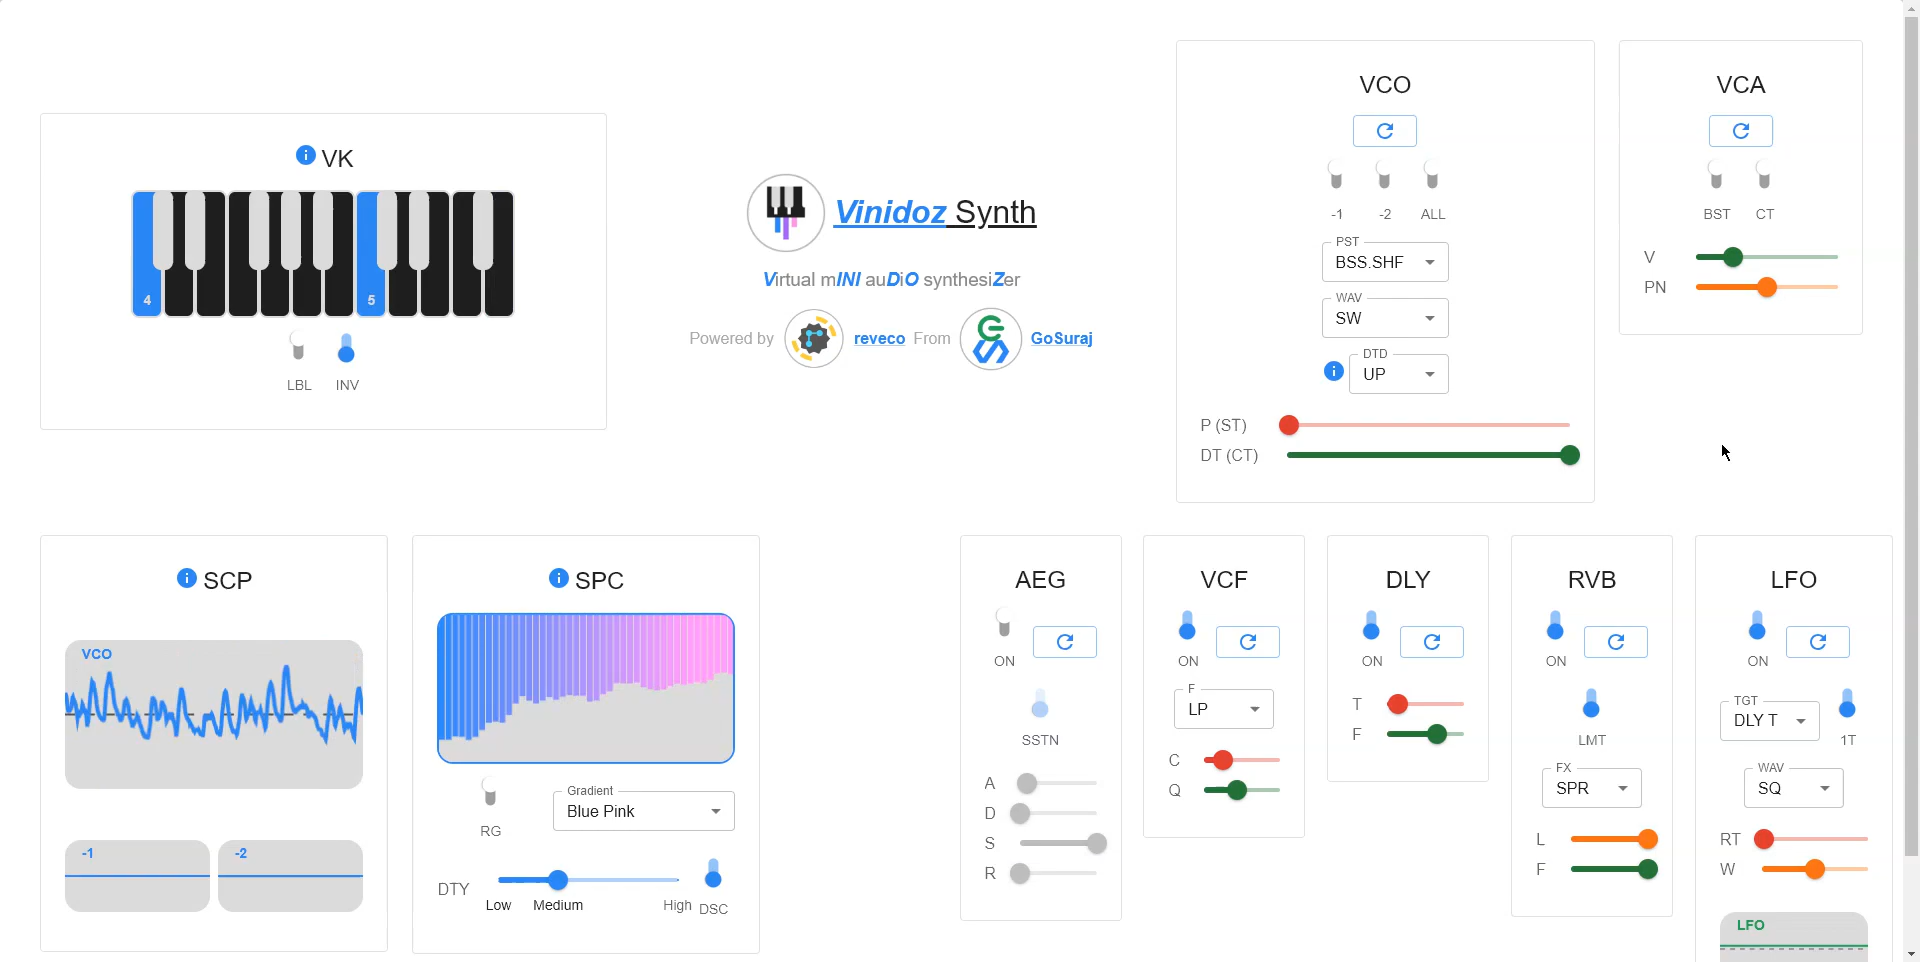 VK
4
5
LBL
INV
Vinidoz Synth
Virtual mINI auDiO synthesiZer
Powered by
reveco
From
GoSuraj
VCO
-1
-2
ALL
PST
BSS.SHF
WAV
SW
DTD
UP
P (ST)
DT (CT)
VCA
BST
CT
V
PN
SCP
VCO
-1
-2
SPC
RG
Gradient
Blue Pink
DTY
Low
Medium
High
DSC
AEG
ON
SSTN
A
D
S
R
VCF
ON
F
LP
C
Q
DLY
ON
T
F
RVB
ON
LMT
FX
SPR
L
F
LFO
ON
TGT
DLY T
1T
WAV
SQ
RT
W
LFO